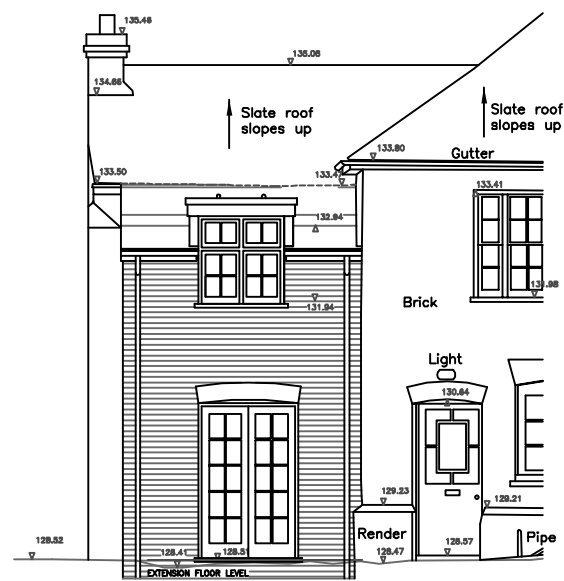 135.46
135.08
134.66
Slate roof
slopes up
Slate roof
slopes up
133.80
Gutter
133.50
133.47
133.41
132.94
131.98
131.94
Brick
Light
130.64
129.23
129.21
Render
Pipe
128.52
128.41
128.51
128.47
128.57
EXTENSION FLOOR LEVEL